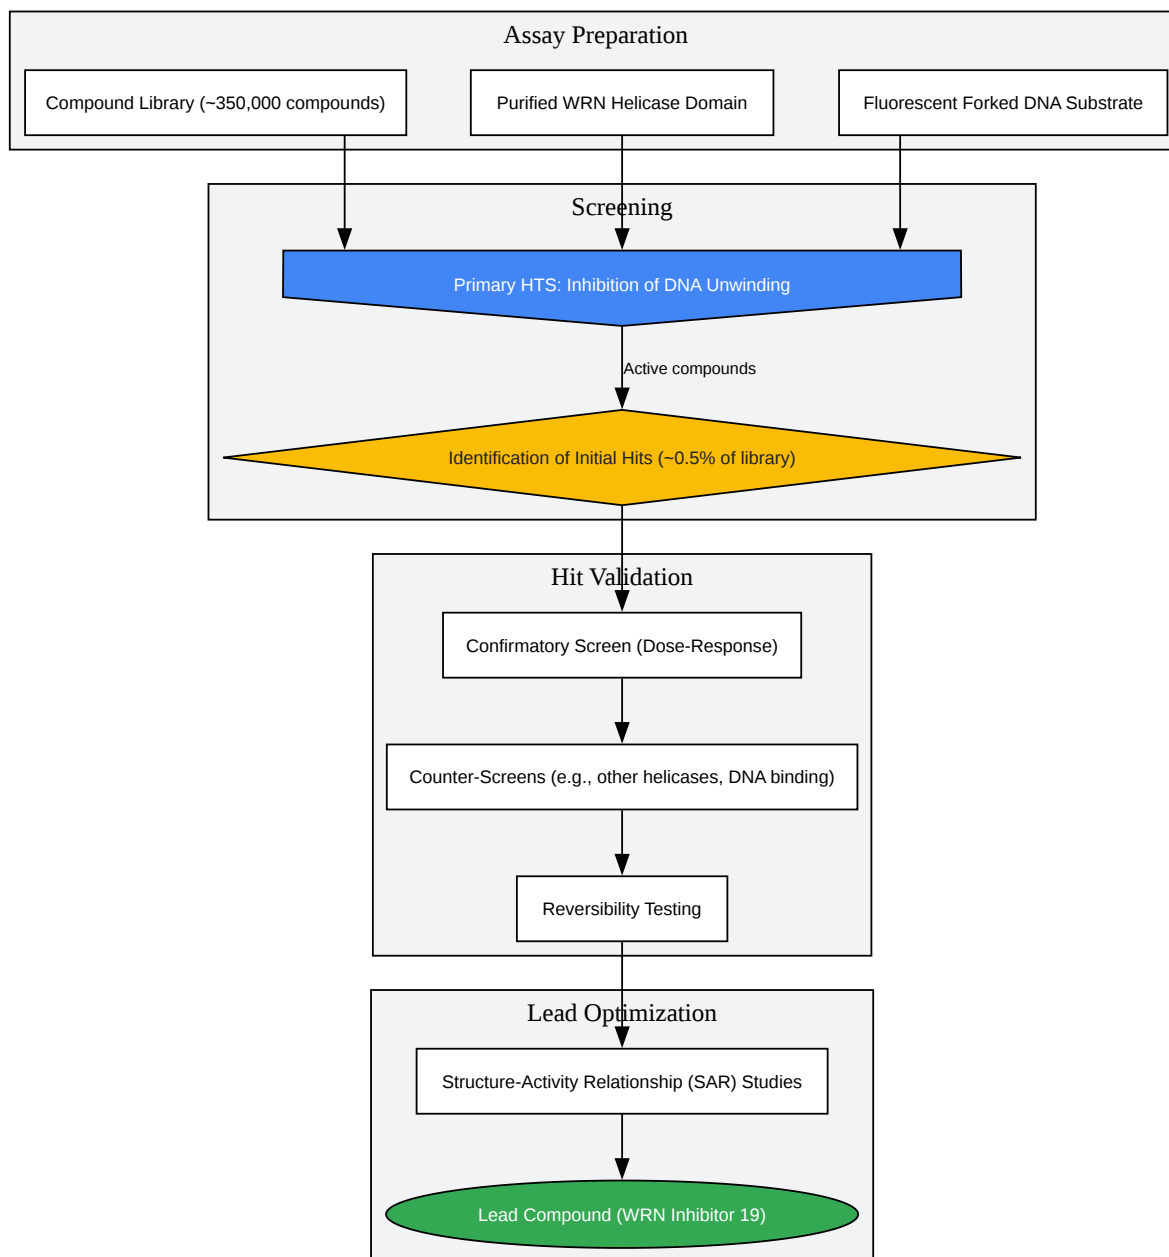 Assay Preparation
Compound Library (~350,000 compounds)
Purified WRN Helicase Domain
Fluorescent Forked DNA Substrate
Screening
Primary HTS: Inhibition of DNA Unwinding
Active compounds
Identification of Initial Hits (~0.5% of library)
Hit Validation
Confirmatory Screen (Dose-Response)
Counter-Screens (e.g., other helicases, DNA binding)
Reversibility Testing
Lead Optimization
Structure-Activity Relationship (SAR) Studies
Lead Compound (WRN Inhibitor 19)